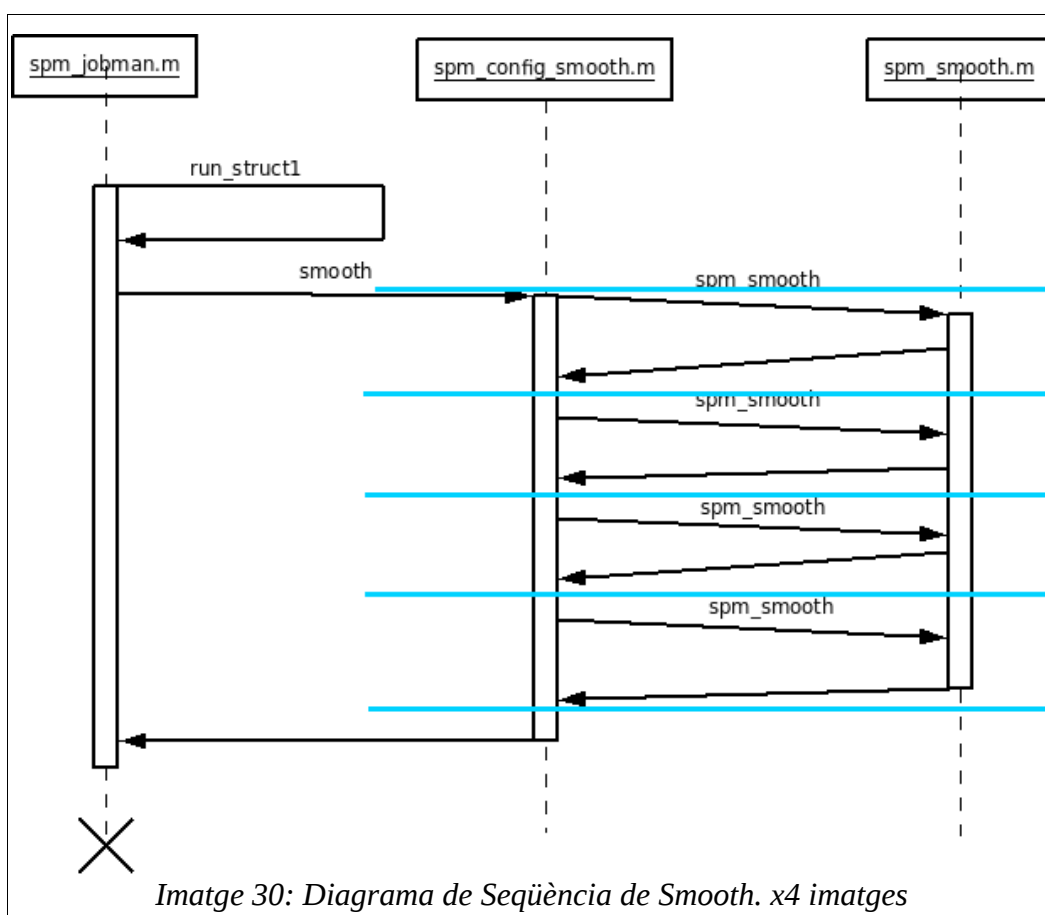 spm_jobman.m
spm_config_smooth.m
spm_smooth.m
run_struct1
smooth
spm_smooth
spm_smooth
spm_smooth
spm_smooth
Imatge 30: Diagrama de Seqüència de Smooth. x4 imatges